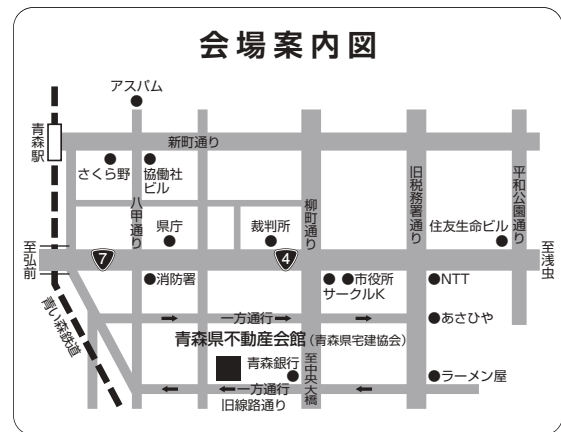 会場案内図
アスパム
青森駅
新町通り
さくら野
協働社
ビル
八甲通り
柳町通り
旧税務署通り
平和公園通り
県庁
裁判所
住友生命ビル
至弘前
7
4
至浅虫
消防署
市役所
サークルK
NTT
青い森鉄道
一方通行
あさひや
青森県不動産会館(青森県宅建協会)
青森銀行
至中央大橋
ラーメン屋
一方通行
旧線路通り